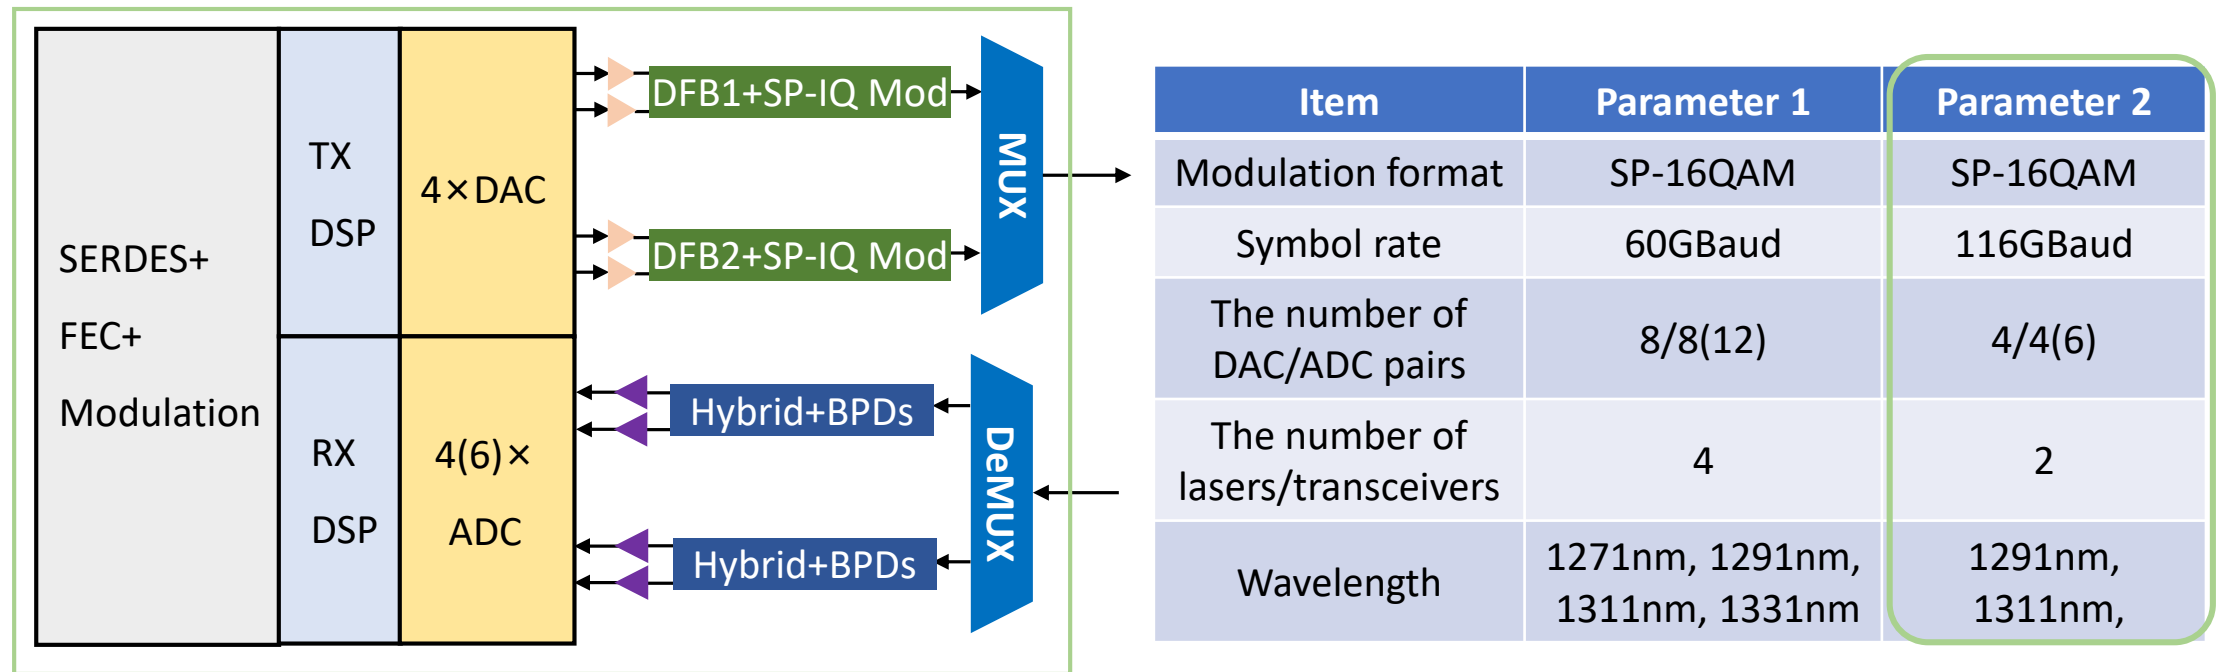 SERDES+
FEC+
Modulation
TX
DSP
4×DAC
RX
DSP
4(6)×
ADC
DFB1+SP-IQ Mod
DFB2+SP-IQ Mod
MUX
Hybrid+BPDs
Hybrid+BPDs
DeMUX
Item Parameter 1 Parameter 2
Modulation format SP-16QAM SP-16QAM
Symbol rate 60GBaud 116GBaud
The number of
DAC/ADC pairs 8/8(12) 4/4(6)
The number of
lasers/transceivers 4 2
Wavelength 1271nm, 1291nm,
1311nm, 1331nm
1291nm,
1311nm,